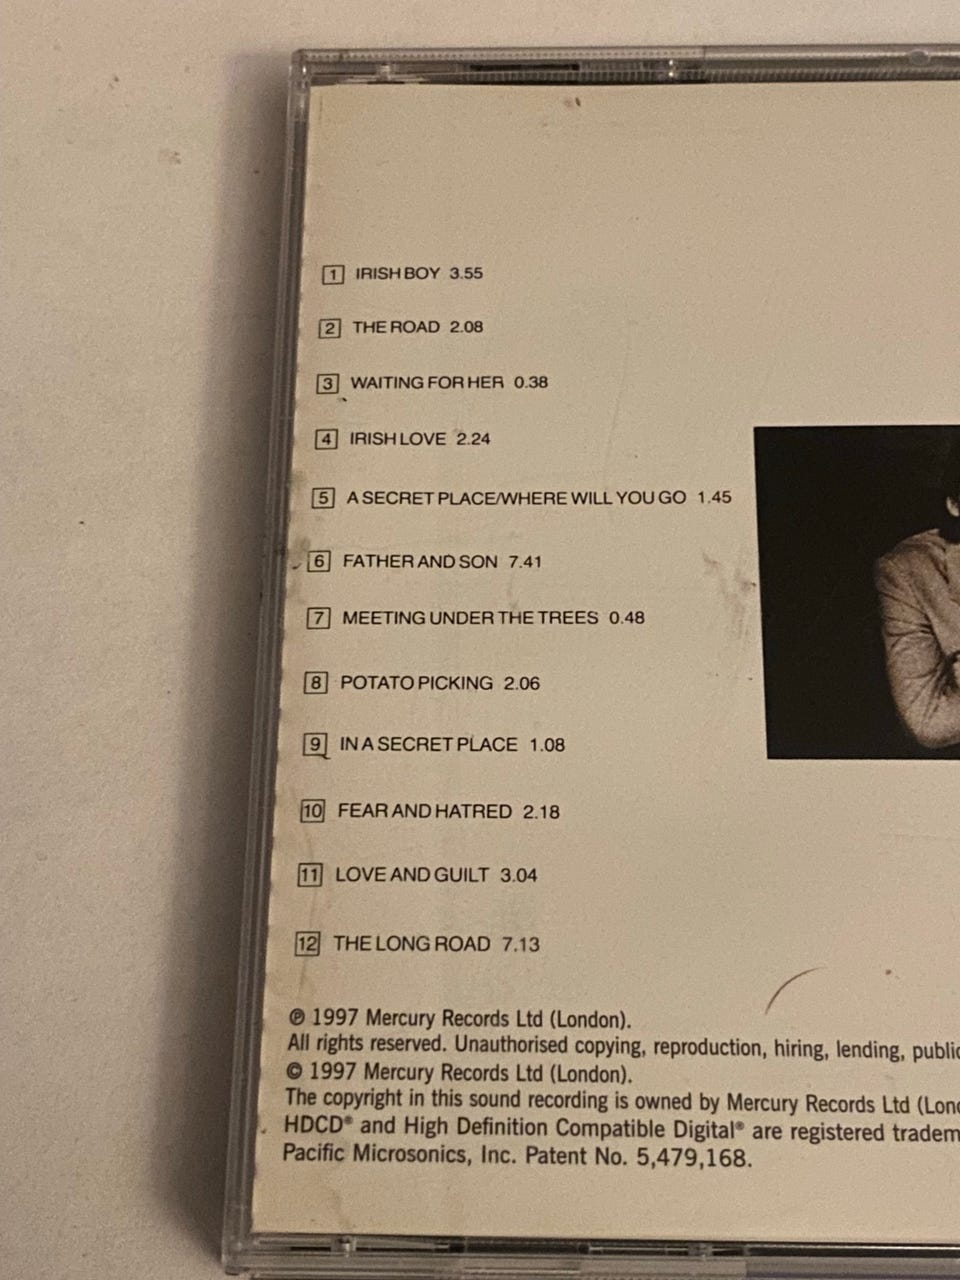 1 IRISH BOY 3.55
2 THE ROAD 2.08
3 WAITING FOR HER 0.38
4 IRISH LOVE 2.24
5 A SECRET PLACE/WHERE WILL YOU GO 1.45
6 FATHER AND SON 7.41
7 MEETING UNDER THE TREES 0.48
8 POTATO PICKING 2.06
9 IN A SECRET PLACE 1.08
10 FEAR AND HATRED 2.18
11 LOVE AND GUILT 3.04
12 THE LONG ROAD 7.13
℗ 1997 Mercury Records Ltd (London).
All rights reserved. Unauthorised copying, reproduction, hiring, lending, public
© 1997 Mercury Records Ltd (London).
The copyright in this sound recording is owned by Mercury Records Ltd (Lon
HDCD® and High Definition Compatible Digital® are registered tradem
Pacific Microsonics, Inc. Patent No. 5,479,168.